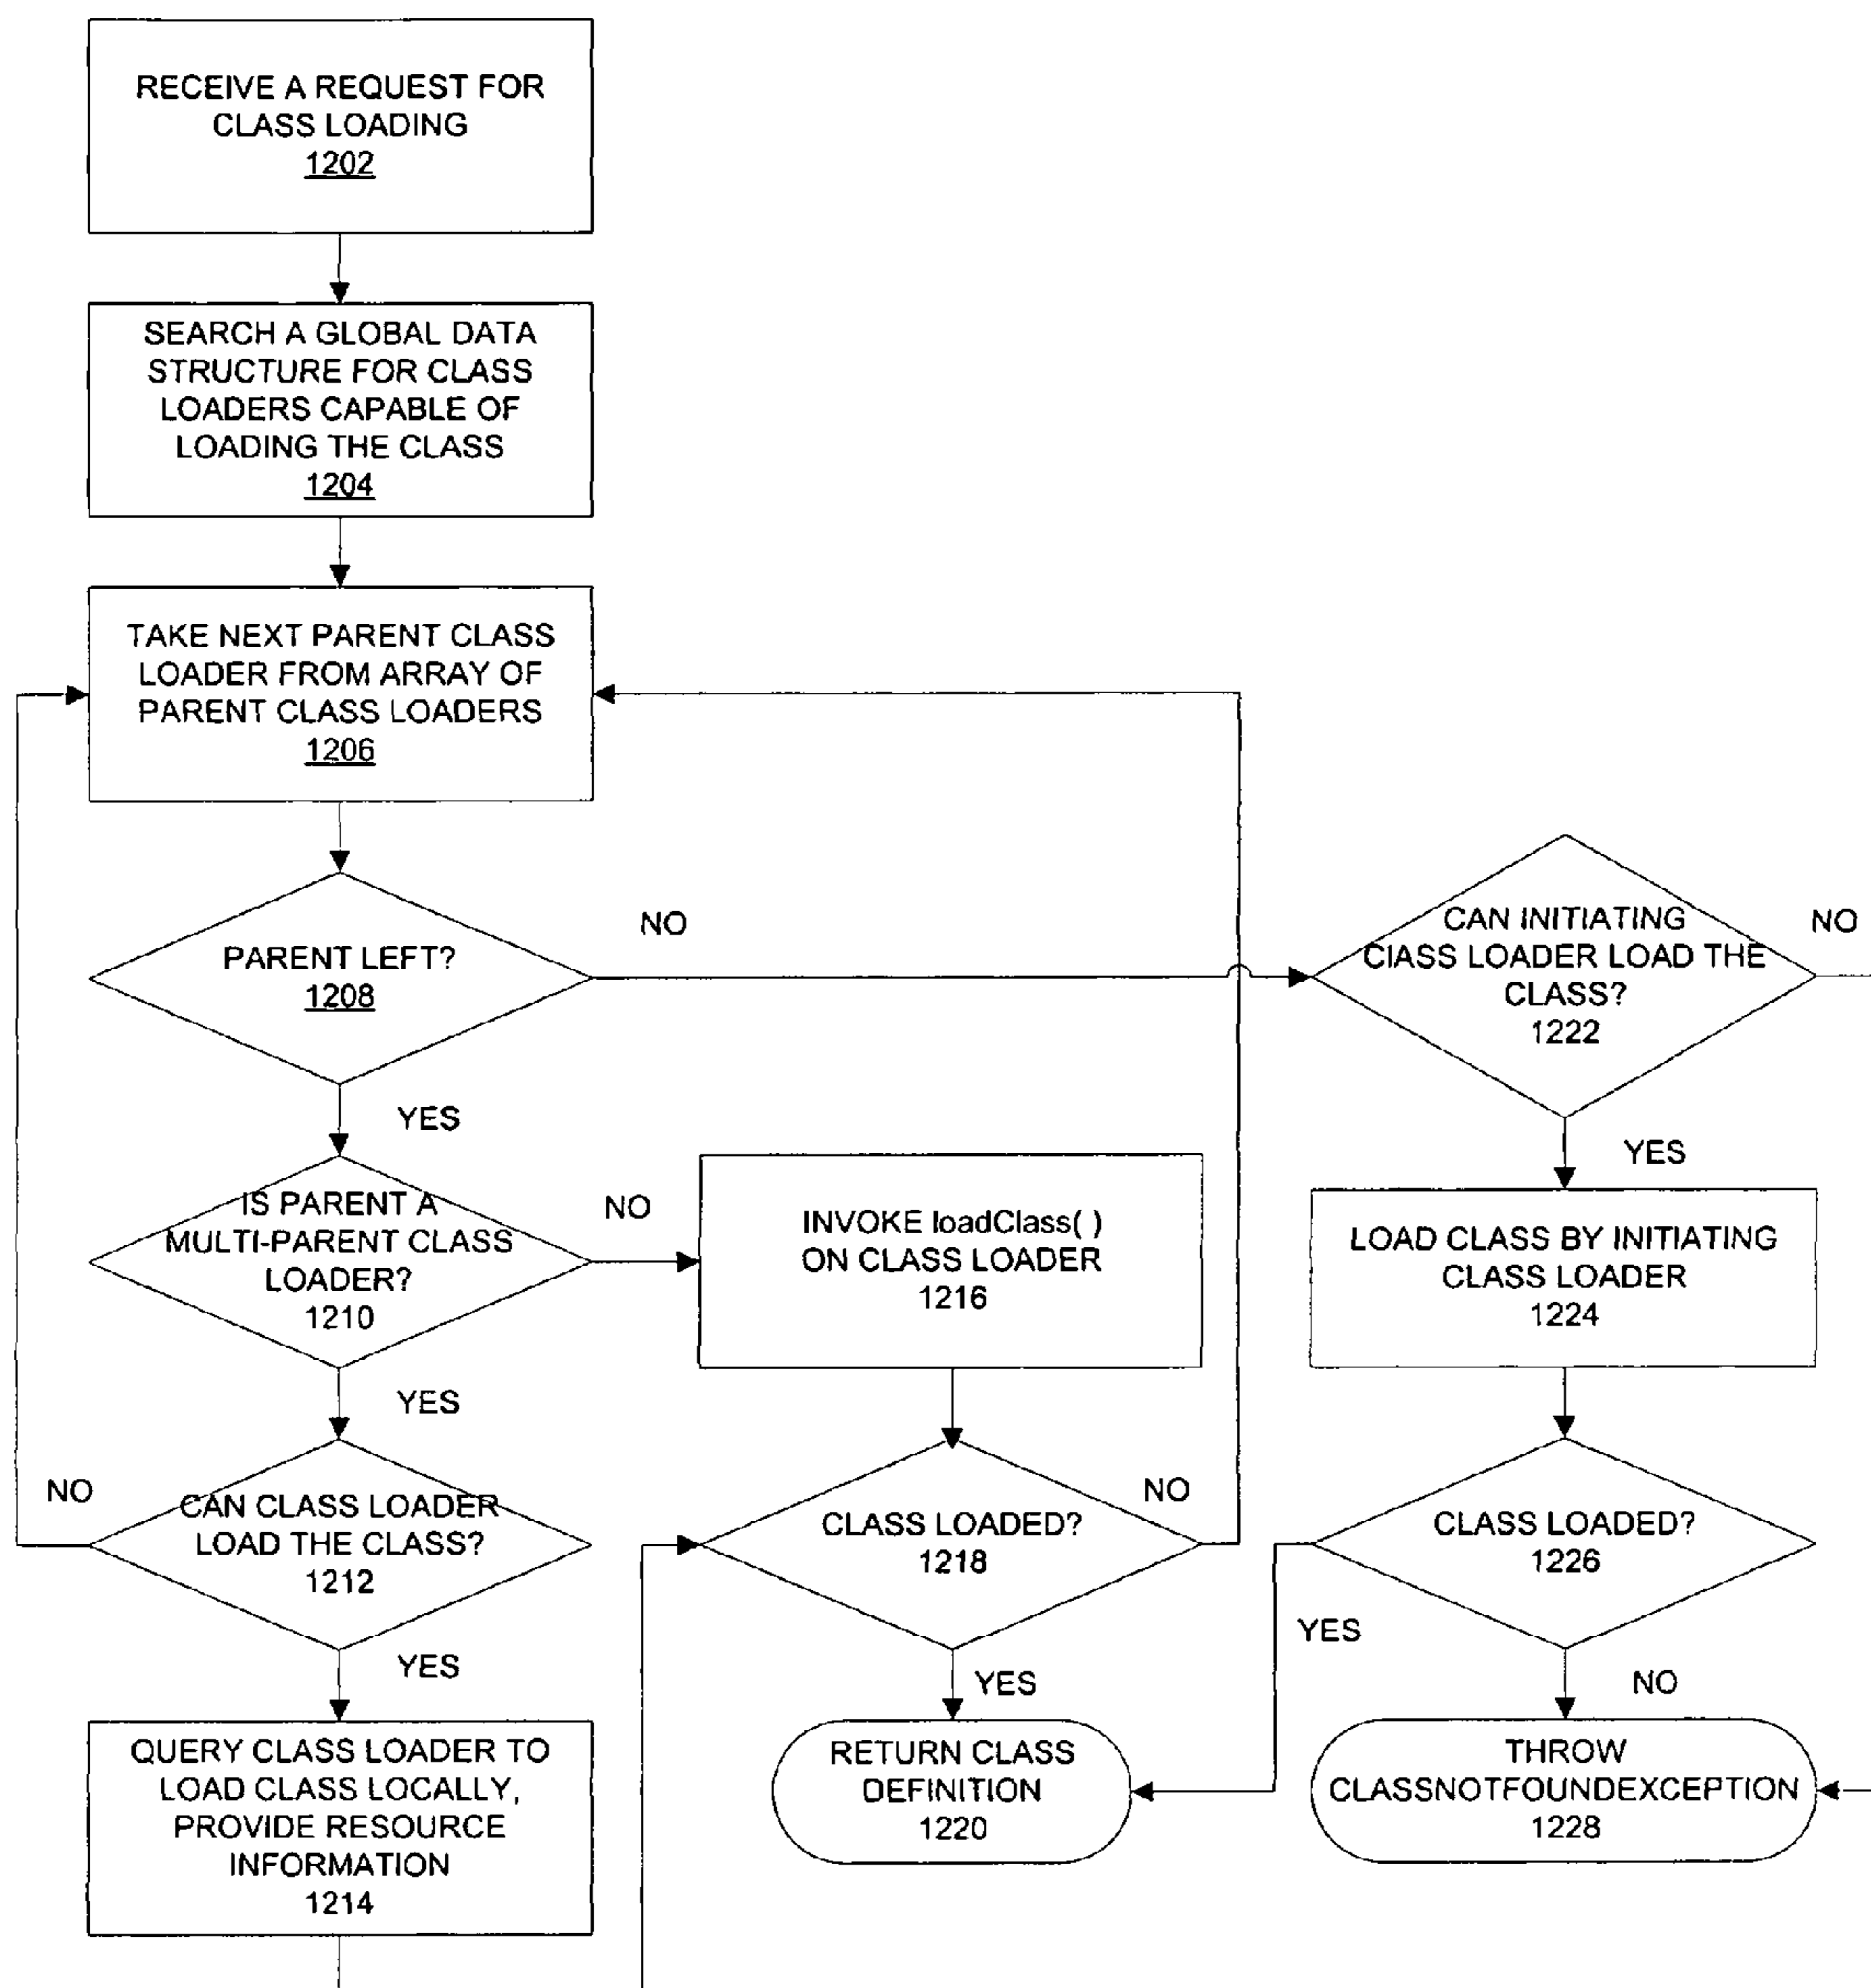 RECEIVE A REQUEST FOR
CLASS LOADING
1202
SEARCH A GLOBAL DATA
STRUCTURE FOR CLASS
LOADERS CAPABLE OF
LOADING THE CLASS
1204
TAKE NEXT PARENT CLASS
LOADER FROM ARRAY OF
PARENT CLASS LOADERS
1206
PARENT LEFT?
1208
NO
YES
IS PARENT A
MULTI-PARENT CLASS
LOADER?
1210
NO
YES
CAN CLASS LOADER
LOAD THE CLASS?
1212
NO
YES
QUERY CLASS LOADER TO
LOAD CLASS LOCALLY,
PROVIDE RESOURCE
INFORMATION
1214
INVOKE loadClass( )
ON CLASS LOADER
1216
CLASS LOADED?
1218
NO
YES
RETURN CLASS
DEFINITION
1220
CAN INITIATING
ClASS LOADER LOAD THE
CLASS?
1222
NO
YES
LOAD CLASS BY INITIATING
CLASS LOADER
1224
CLASS LOADED?
1226
YES
NO
THROW
CLASSNOTFOUNDEXCEPTION
1228